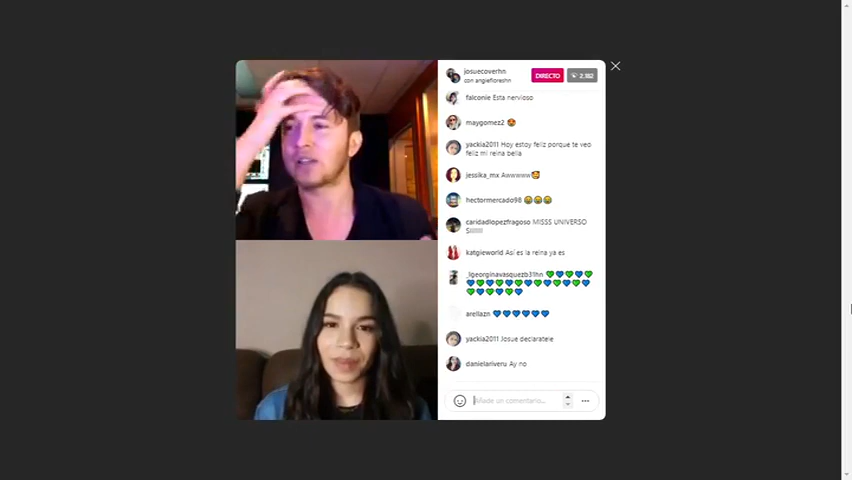 josuecoverhn
con angiefloreshn
DIRECTO
2.182
falconie Esta nervioso
maygomez2
yackia2011 Hoy estoy feliz porque te veo
feliz mi reina bella
jessika_mx Awwwww
hectormercado98
caridadlopezfragoso MISSS UNIVERSO
SIIIIIII
katgieworld Así es la reina ya es
_ligeorginavasquezb31hn
arellazn
yackia2011 Josue declaratele
danielariveru Ay no
Añade un comentario...